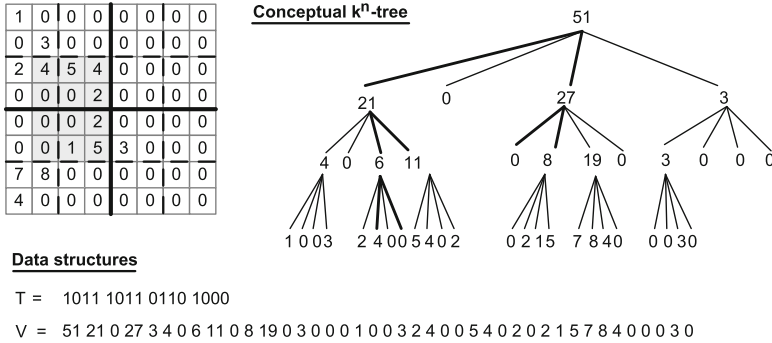 Conceptual kⁿ-tree
1 0 0 0 0 0 0 0
0 3 0 0 0 0 0 0
2 4 5 4 0 0 0 0
0 0 0 2 0 0 0 0
0 0 0 2 0 0 0 0
0 0 1 5 3 0 0 0
7 8 0 0 0 0 0 0
4 0 0 0 0 0 0 0
51
21 0 27 3
4 0 6 11 0 8 19 0 3 0 0 0
1 0 0 3 2 4 0 0 5 4 0 2 0 2 1 5 7 8 4 0 0 0 3 0
Data structures
T = 1011 1011 0110 1000
V = 51 21 0 27 3 4 0 6 11 0 8 19 0 3 0 0 0 1 0 0 3 2 4 0 0 5 4 0 2 0 2 1 5 7 8 4 0 0 0 3 0